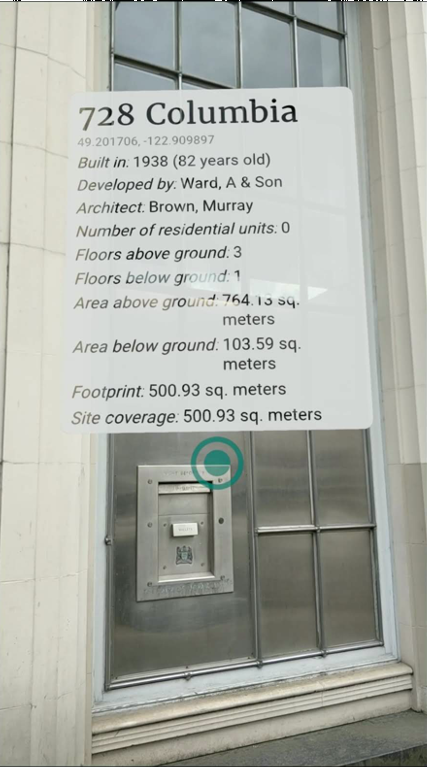 728 Columbia
49.201706, -122.909897
Built in: 1938 (82 years old)
Developed by: Ward, A & Son
Architect: Brown, Murray
Number of residential units: 0
Floors above ground: 3
Floors below ground: 1
Area above ground: 764.13 sq.
meters
Area below ground: 103.59 sq.
meters
Footprint: 500.93 sq. meters
Site coverage: 500.93 sq. meters